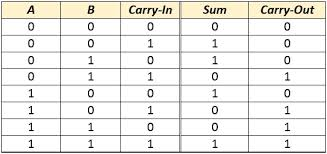 A B Carry-In Sum Carry-Out
0 0 0 0 0
0 0 1 1 0
0 1 0 1 0
0 1 1 0 1
1 0 0 1 0
1 0 1 0 1
1 1 0 0 1
1 1 1 1 1